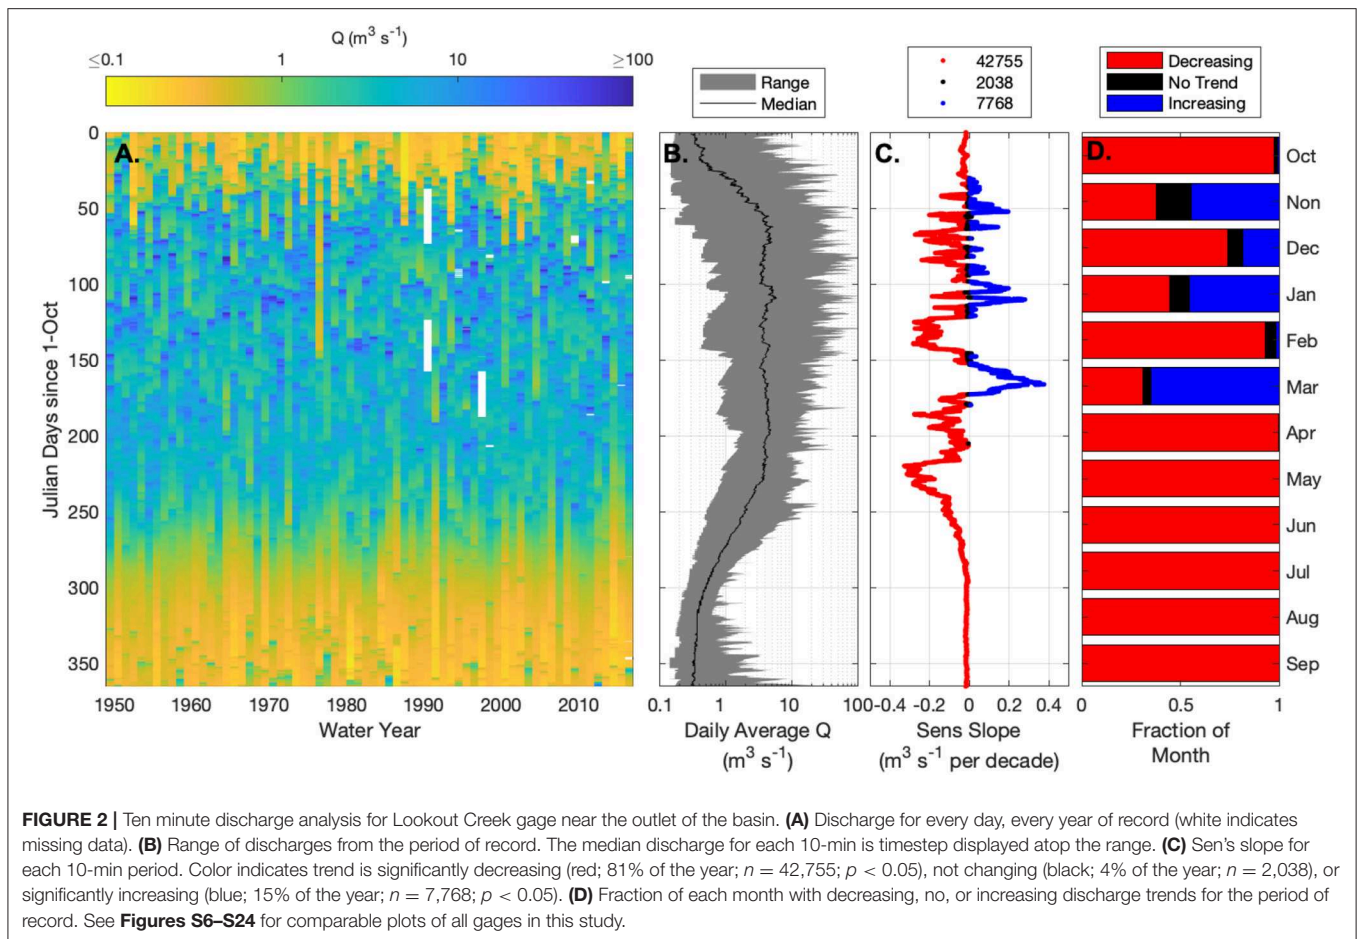 Q (m³ s⁻¹)
≤0.1 1 10 ≥100
Range
Median
42755
2038
7768
Decreasing
No Trend
Increasing
A.
B.
C.
D.
Julian Days since 1-Oct
0
50
100
150
200
250
300
350
1950 1960 1970 1980 1990 2000 2010
Water Year
0.1 1 10 100
Daily Average Q
(m³ s⁻¹)
-0.4 -0.2 0 0.2 0.4
Sens Slope
(m³ s⁻¹ per decade)
Oct
Non
Dec
Jan
Feb
Mar
Apr
May
Jun
Jul
Aug
Sep
0 0.5 1
Fraction of
Month
FIGURE 2 | Ten minute discharge analysis for Lookout Creek gage near the outlet of the basin. (A) Discharge for every day, every year of record (white indicates
missing data). (B) Range of discharges from the period of record. The median discharge for each 10-min is timestep displayed atop the range. (C) Sen's slope for
each 10-min period. Color indicates trend is significantly decreasing (red; 81% of the year; n = 42,755; p < 0.05), not changing (black; 4% of the year; n = 2,038), or
significantly increasing (blue; 15% of the year; n = 7,768; p < 0.05). (D) Fraction of each month with decreasing, no, or increasing discharge trends for the period of
record. See Figures S6–S24 for comparable plots of all gages in this study.